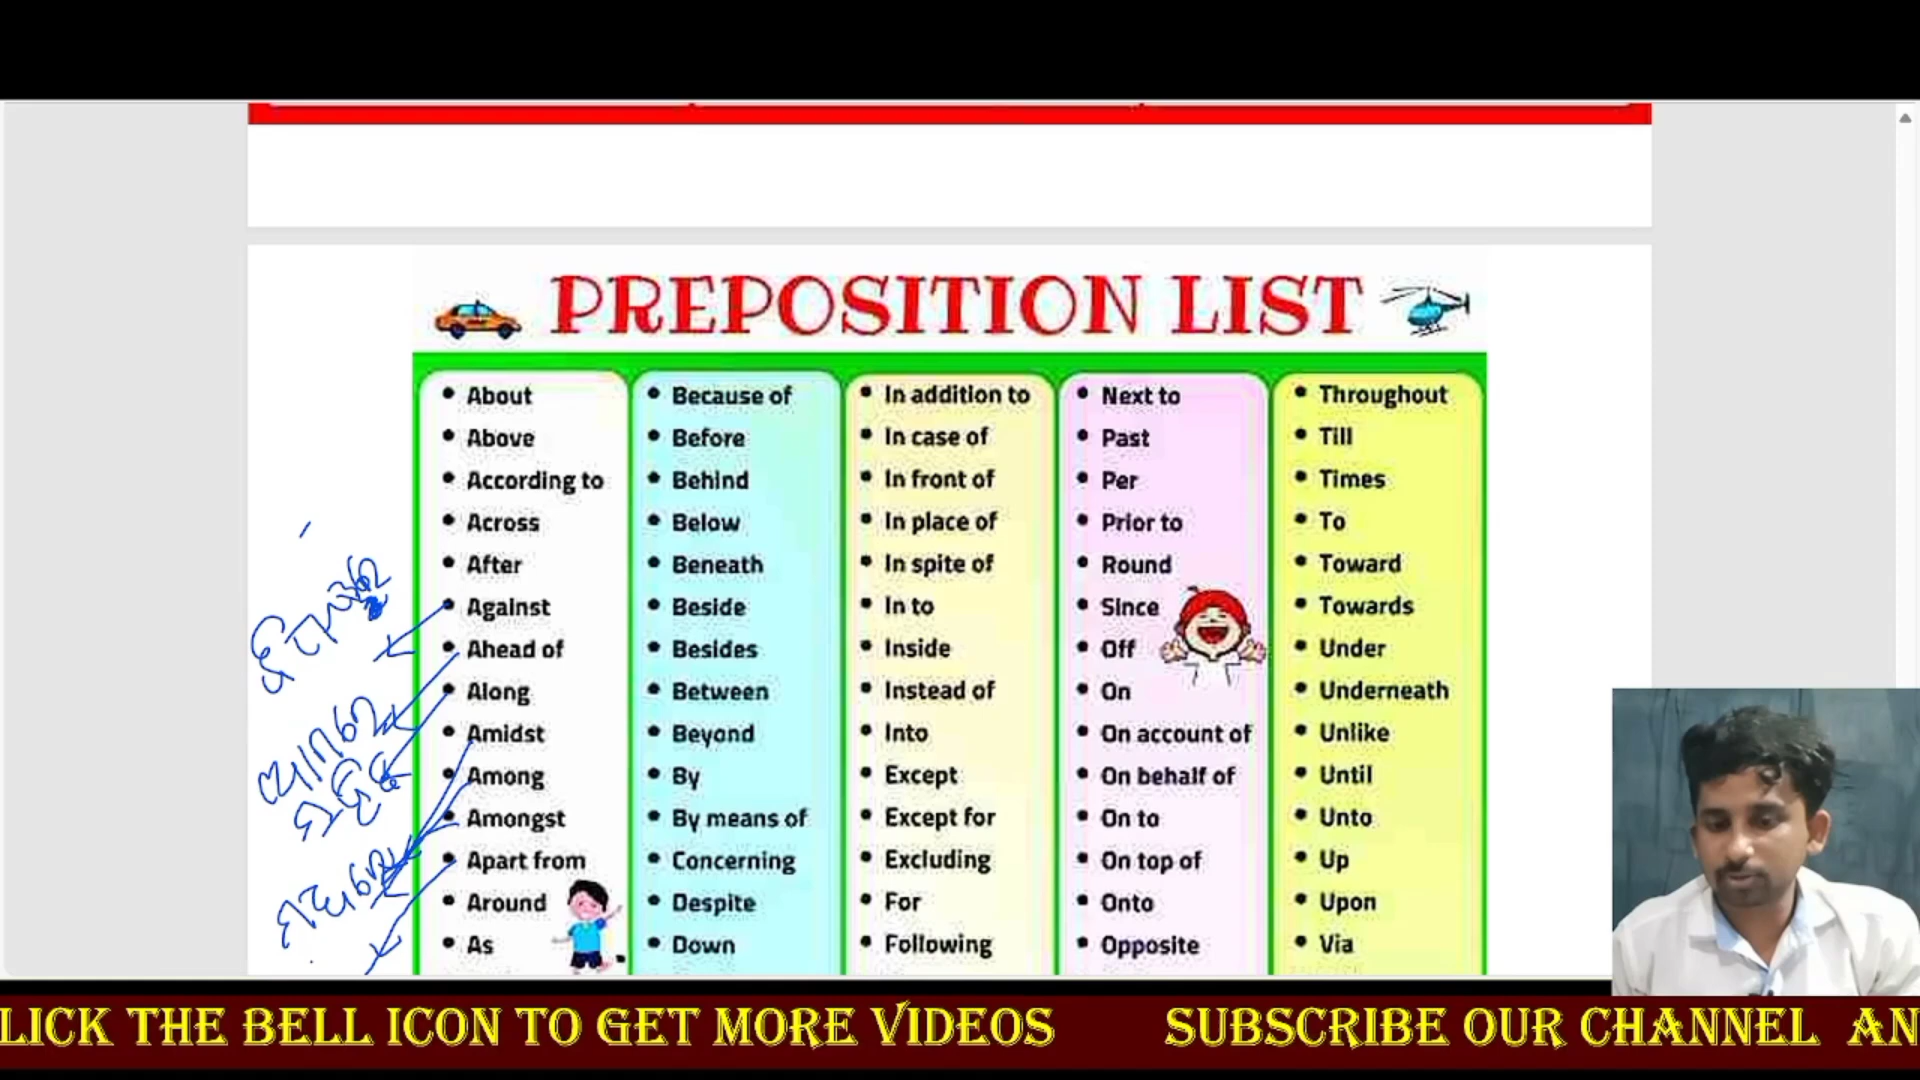 PREPOSITION LIST
About
Above
According to
Across
After
Against
Ahead of
Along
Amidst
Among
Amongst
Apart from
Around
As
Because of
Before
Behind
Below
Beneath
Beside
Besides
Between
Beyond
By
By means of
Concerning
Despite
Down
In addition to
In case of
In front of
In place of
In spite of
In to
Inside
Instead of
Into
Except
Except for
Excluding
For
Following
Next to
Past
Per
Prior to
Round
Since
Off
On
On account of
On behalf of
On to
On top of
Onto
Opposite
Throughout
Till
Times
To
Toward
Towards
Under
Underneath
Unlike
Until
Unto
Up
Upon
Via
LICK THE BELL ICON TO GET MORE VIDEOS SUBSCRIBE OUR CHANNEL AN